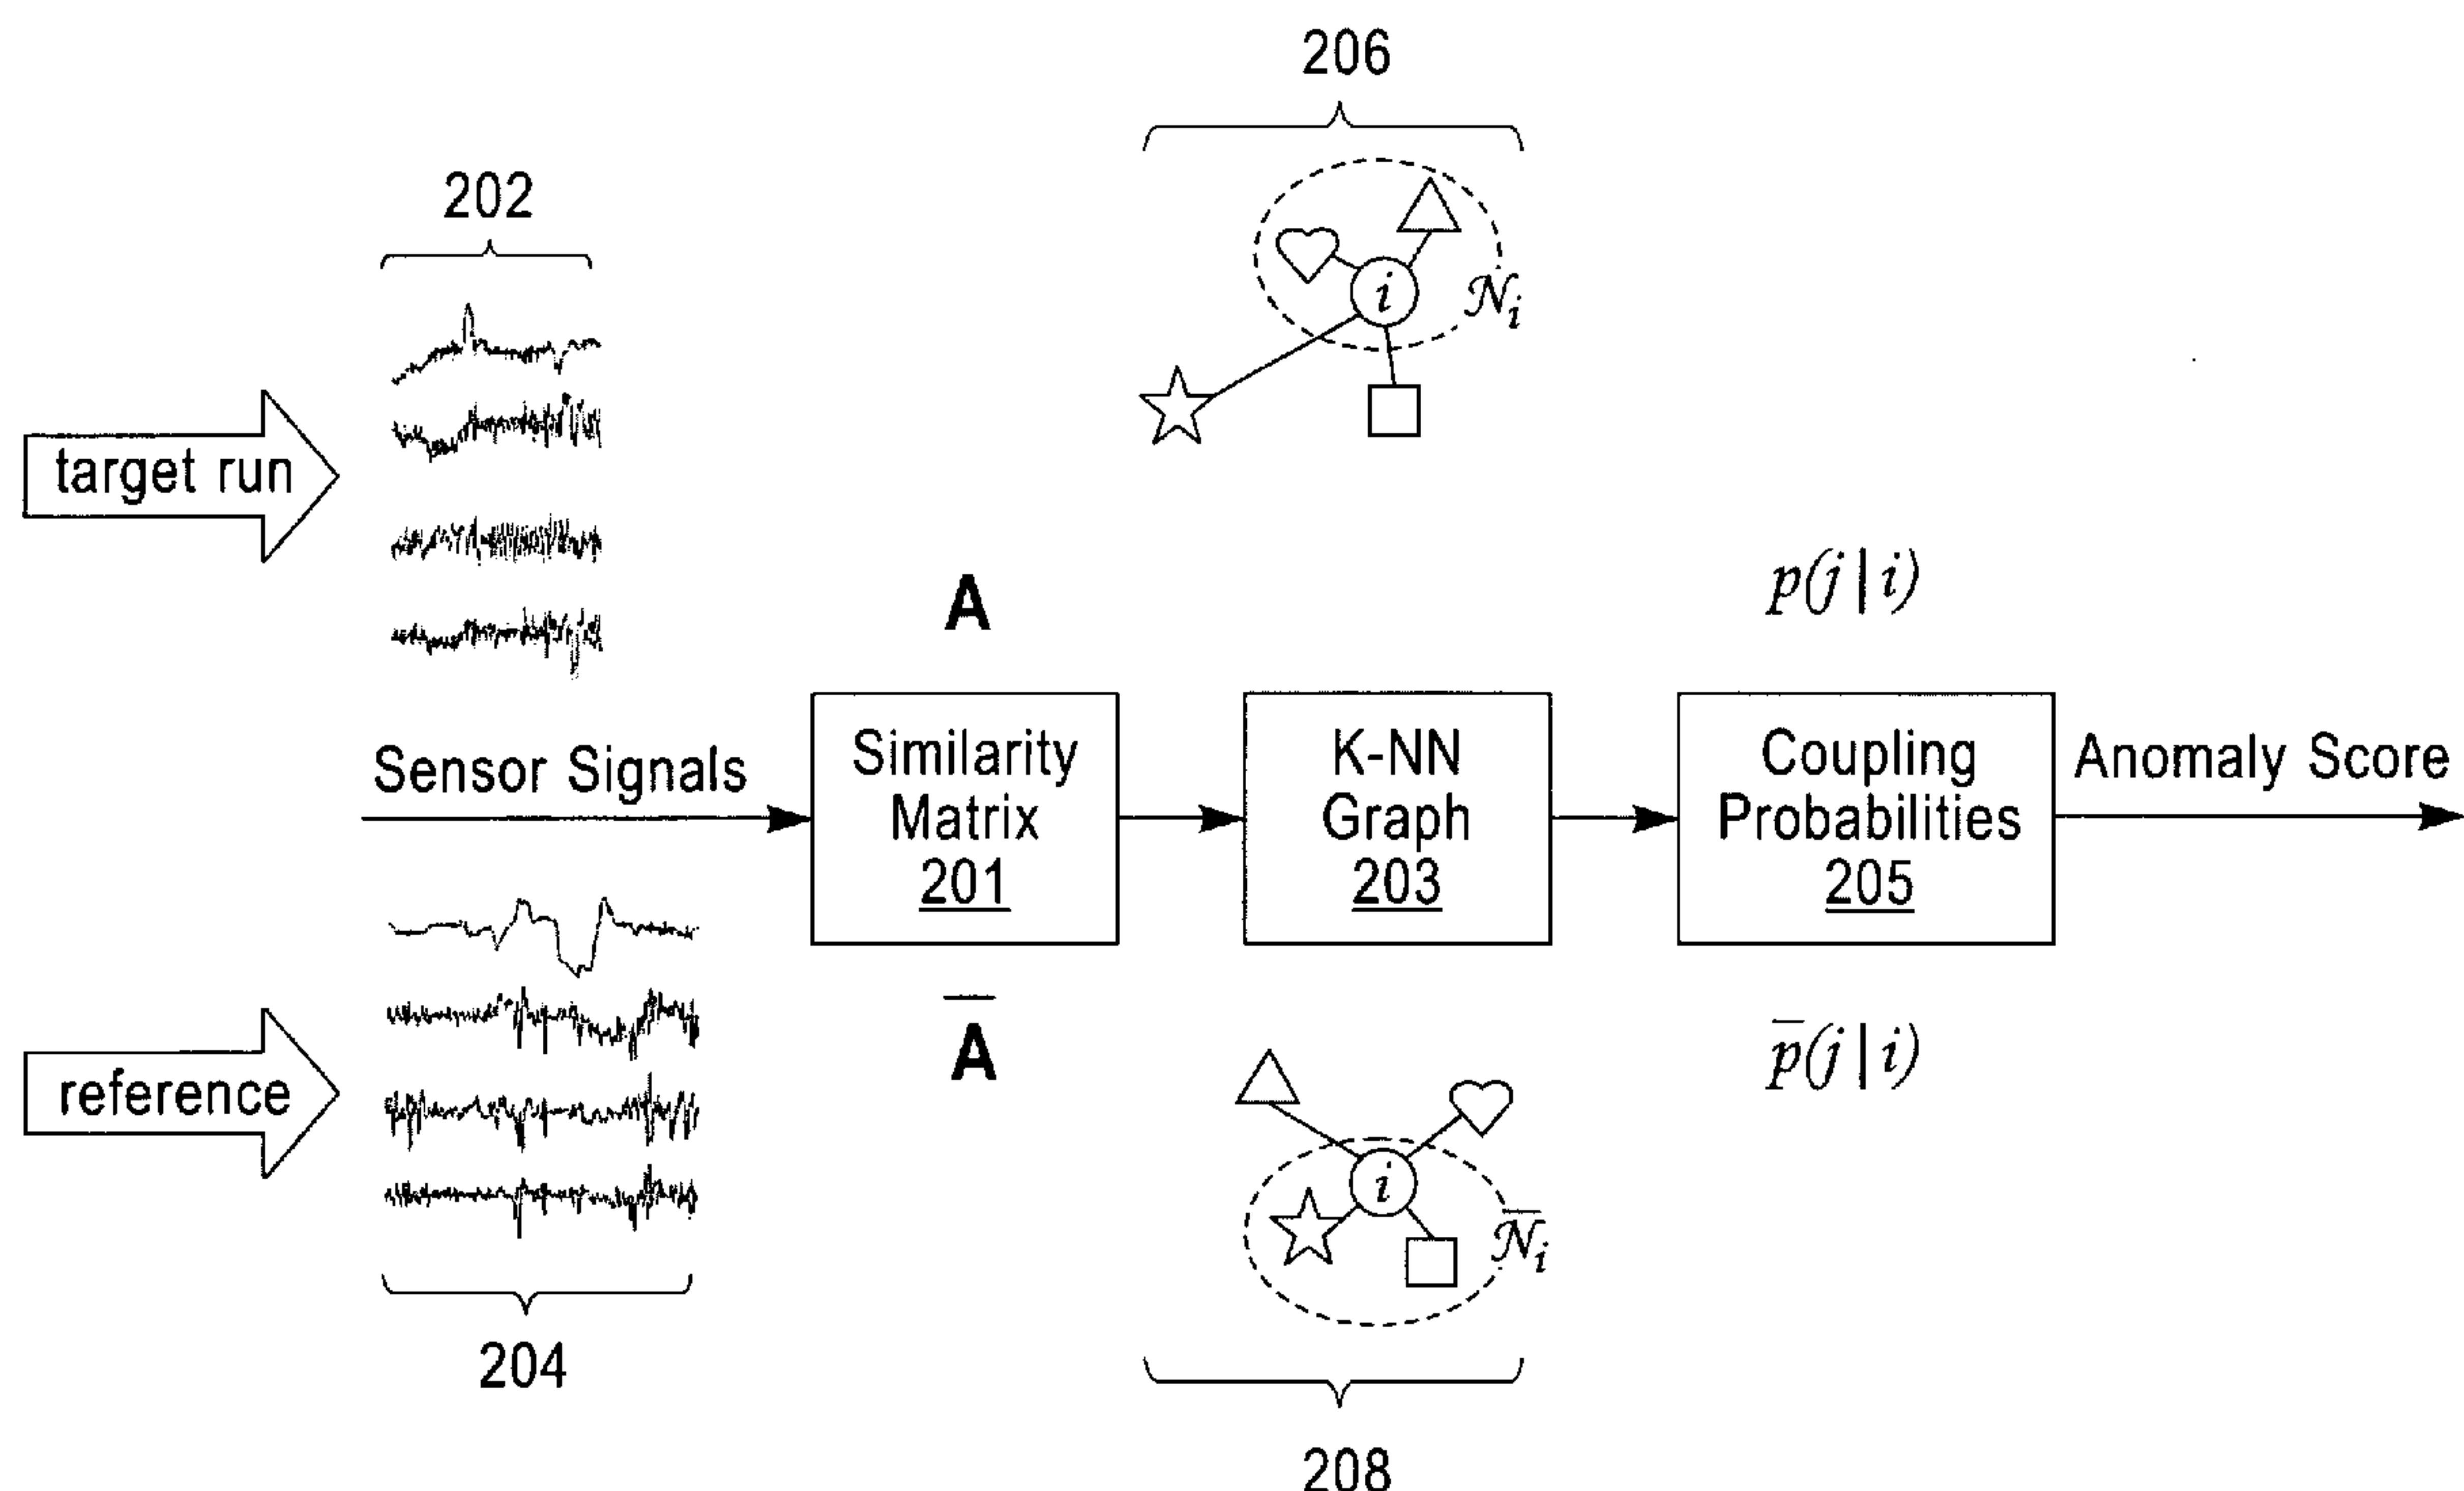 206
202
i
𝒩i
target run
A
p(j|i)
Sensor Signals
Similarity
Matrix
201
K-NN
Graph
203
Coupling
Probabilities
205
Anomaly Score
reference
A̅
p̅(j|i)
i
𝒩̅i
204
208